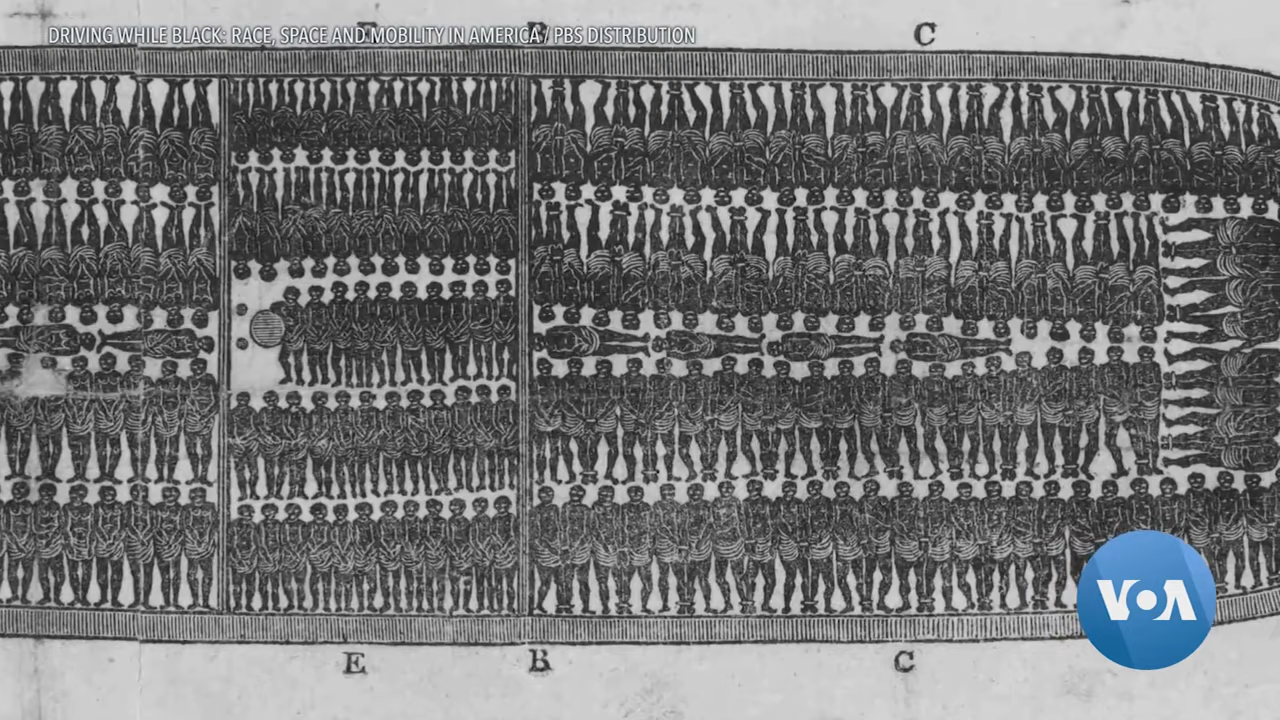 DRIVING WHILE BLACK: RACE, SPACE AND MOBILITY IN AMERICA / PBS DISTRIBUTION
B
C
E
B
C
VOA